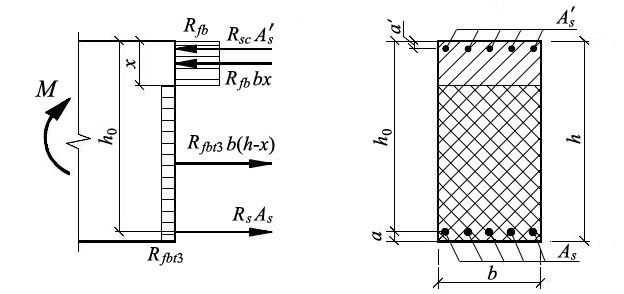 R_fb
R_sc A'_s
a'
A'_s
x
R_fb bx
M
h_0
R_fbt3 b(h-x)
h_0
h
R_s A_s
a
A_s
R_fbt3
b